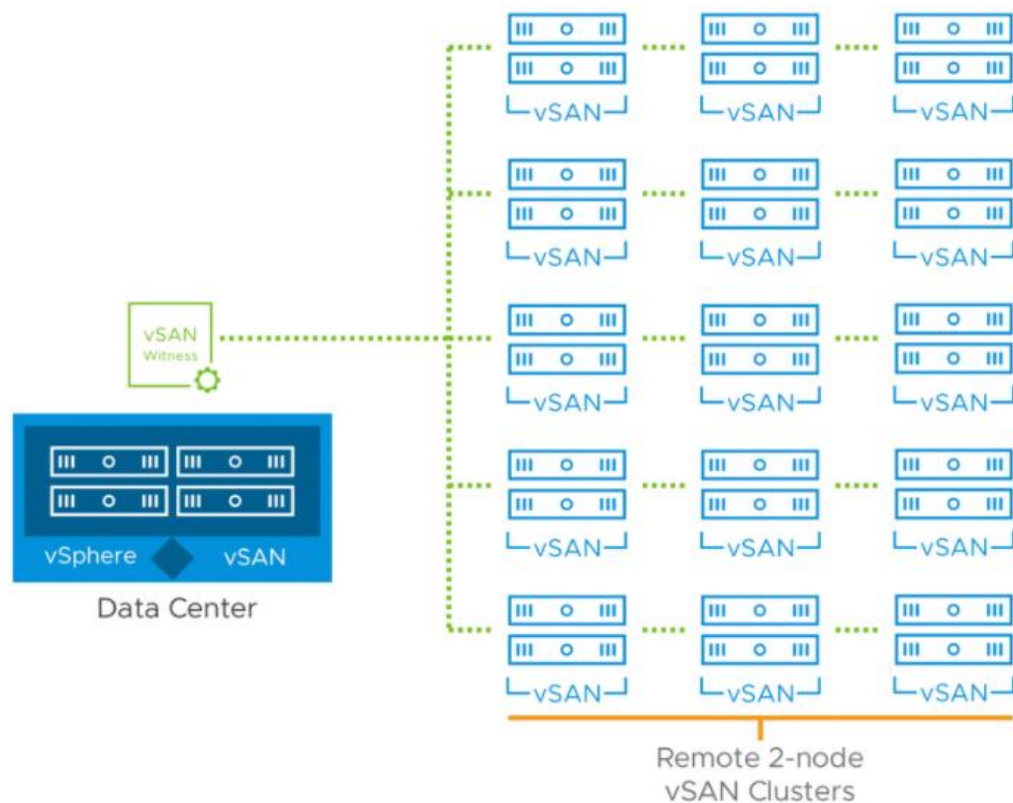 vSAN vSAN vSAN
vSAN vSAN vSAN
vSAN
Witness
vSAN vSAN vSAN
vSphere vSAN
Data Center
vSAN vSAN vSAN
vSAN vSAN vSAN
Remote 2-node
vSAN Clusters